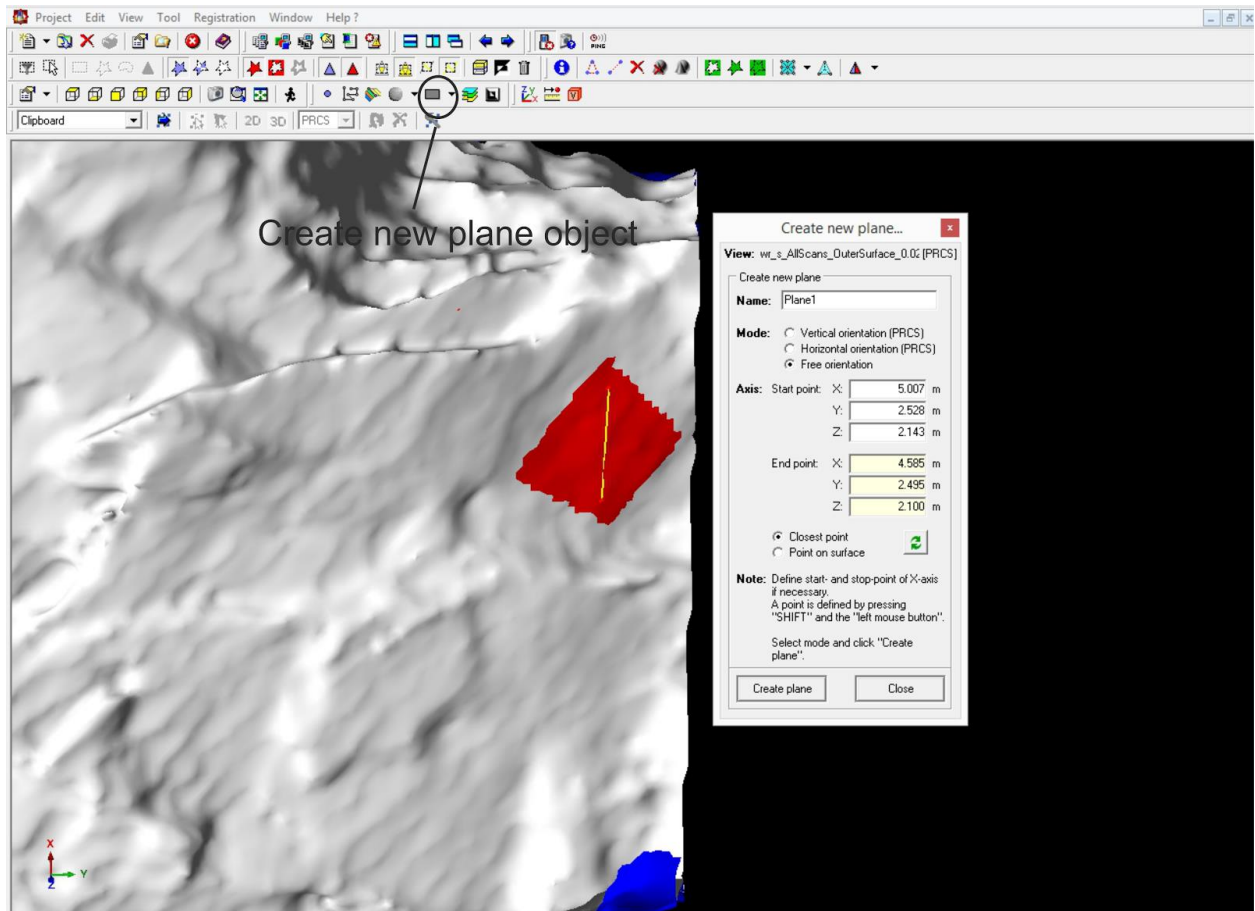 Project Edit View Tool Registration Window Help ?
PING
Clipboard 2D 3D PRCS
Create new plane object
Create new plane...
View: wr_s_AllScans_OuterSurface_0.02 [PRCS]
Create new plane
Name: Plane1
Mode: Vertical orientation (PRCS)
Horizontal orientation (PRCS)
Free orientation
Axis: Start point: X: 5.007 m
Y: 2.528 m
Z: 2.143 m
End point: X: 4.585 m
Y: 2.495 m
Z: 2.100 m
Closest point
Point on surface
Note: Define start- and stop-point of X-axis
if necessary.
A point is defined by pressing
"SHIFT" and the "left mouse button".
Select mode and click "Create
plane".
Create plane Close
X
Y
Z